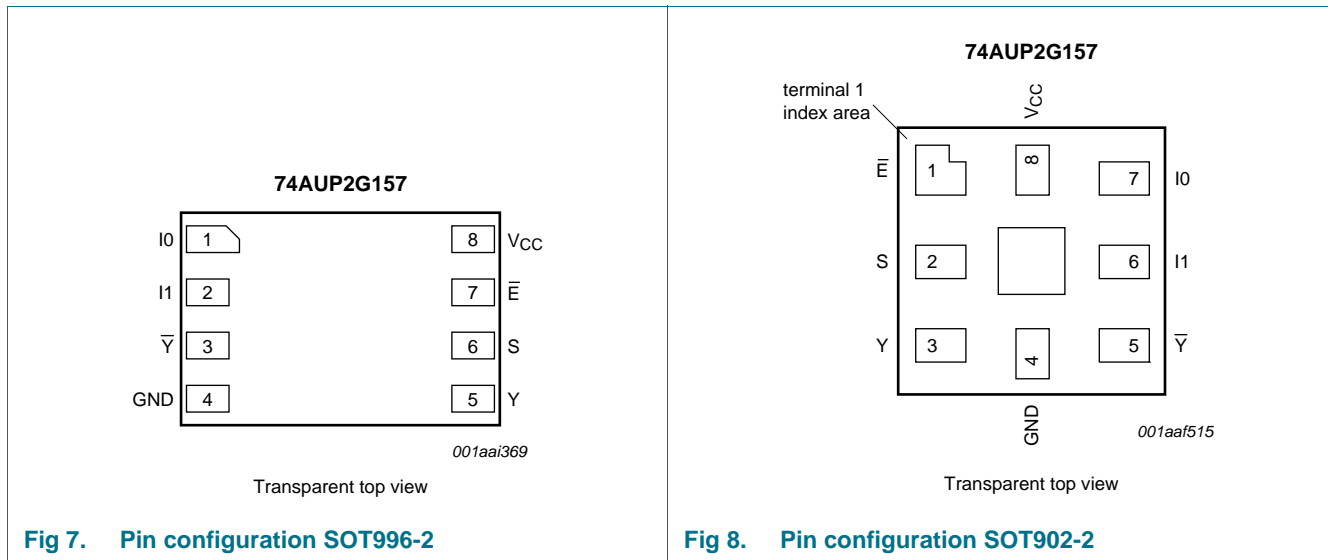 74AUP2G157
I0 1 8 VCC
I1 2 7 E̅
Y̅ 3 6 S
GND 4 5 Y
001aai369
Transparent top view
Fig 7. Pin configuration SOT996-2
74AUP2G157
terminal 1
index area
VCC
E̅ 1 8 7 I0
S 2 6 I1
Y 3 4 5 Y̅
GND
001aaf515
Transparent top view
Fig 8. Pin configuration SOT902-2